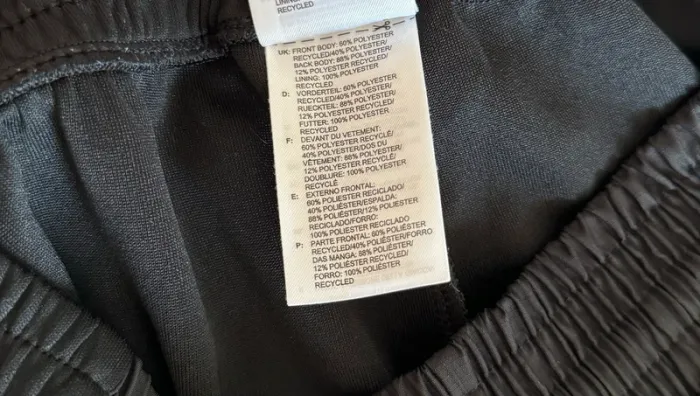 LINING: 100%
RECYCLED
UK: FRONT BODY: 60% POLYESTER
RECYCLED/40% POLYESTER/
BACK BODY: 88% POLYESTER/
12% POLYESTER RECYCLED/
LINING: 100% POLYESTER
RECYCLED
D: VORDERTEIL: 60% POLYESTER
RECYCLED/40% POLYESTER/
RUECKTEIL: 88% POLYESTER/
12% POLYESTER RECYCLED/
FUTTER: 100% POLYESTER
RECYCLED
F: DEVANT DU VETEMENT:
60% POLYESTER RECYCLÉ/
40% POLYESTER/DOS DU
VÊTEMENT: 88% POLYESTER/
12% POLYESTER RECYCLÉ/
DOUBLURE: 100% POLYESTER
RECYCLÉ
E: EXTERNO FRONTAL:
60% POLIÉSTER RECICLADO/
40% POLIÉSTER/ESPALDA:
88% POLIÉSTER/12% POLIÉSTER
RECICLADO/FORRO:
100% POLIÉSTER RECICLADO
P: PARTE FRONTAL: 60% POLIÉSTER
RECYCLED/40% POLIÉSTER/FORRO
DAS MANGA: 88% POLIÉSTER/
12% POLIÉSTER RECYCLED/
FORRO: 100% POLIÉSTER
RECYCLED